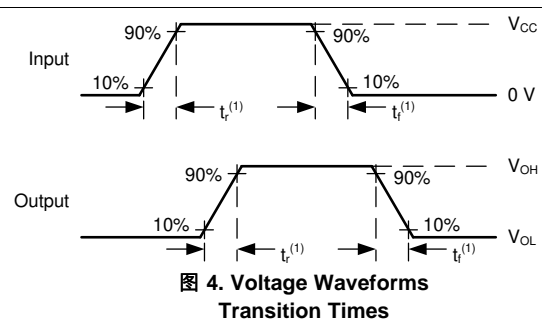 90% 90% V_CC
Input
10% 10% 0 V
t_r^(1) t_f^(1)
90% 90% V_OH
Output
10% 10% V_OL
t_r^(1) t_f^(1)
图 4. Voltage Waveforms
Transition Times